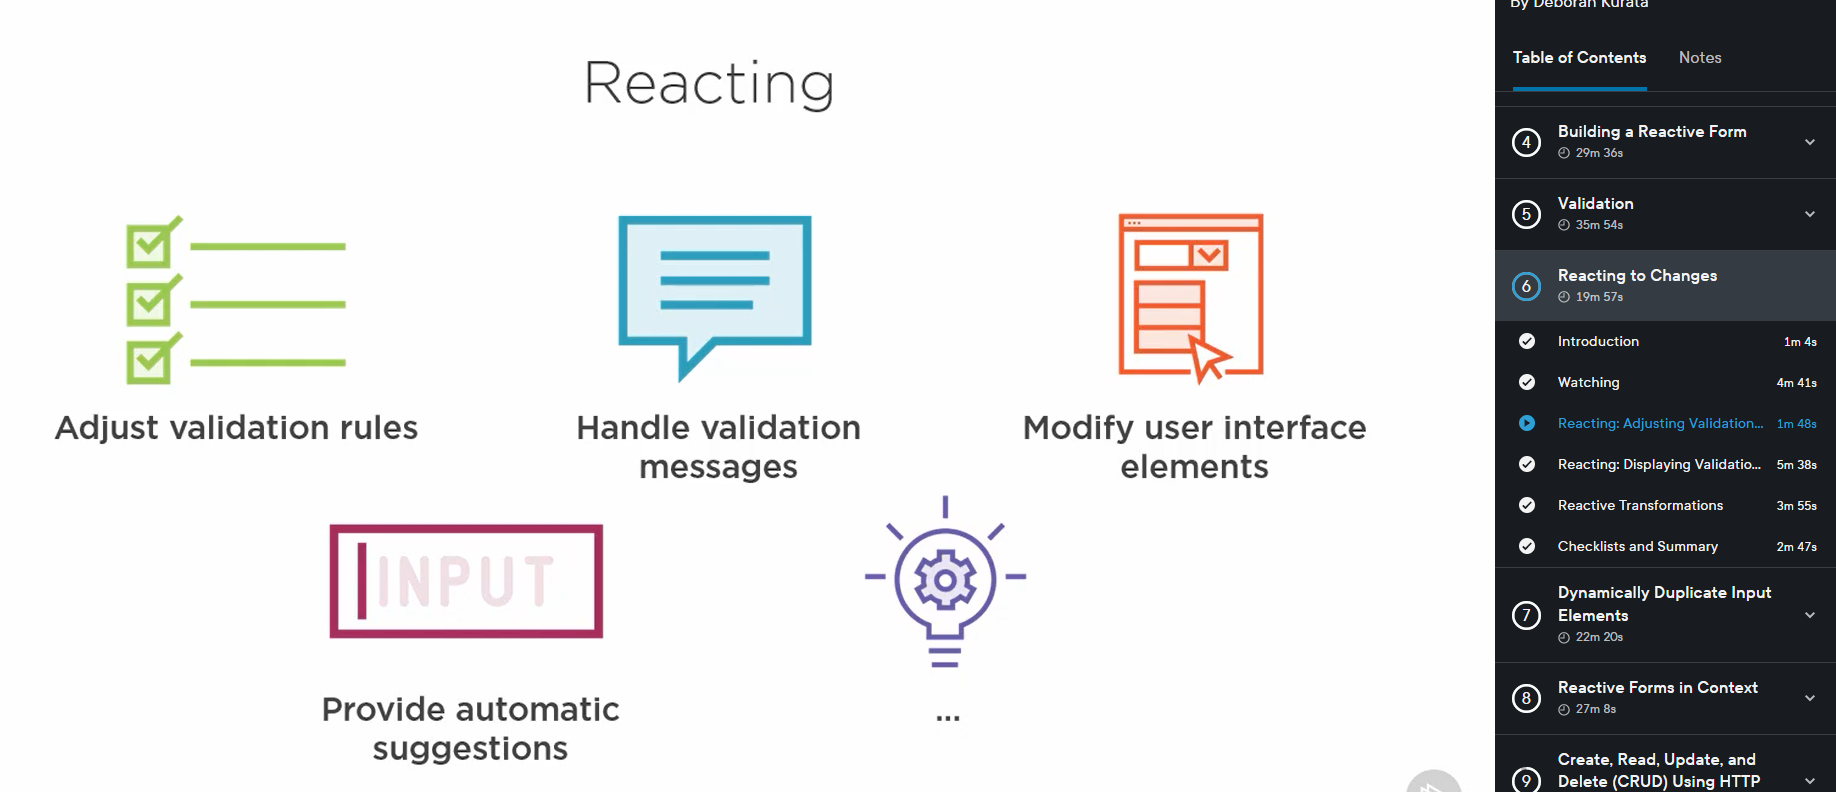 Reacting
Adjust validation rules
Handle validation
messages
Modify user interface
elements
INPUT
Provide automatic
suggestions
...
By Deborah Kurata
Table of Contents
Notes
4
Building a Reactive Form
29m 36s
5
Validation
35m 54s
6
Reacting to Changes
19m 57s
Introduction 1m 4s
Watching 4m 41s
Reacting: Adjusting Validation... 1m 48s
Reacting: Displaying Validatio... 5m 38s
Reactive Transformations 3m 55s
Checklists and Summary 2m 47s
7
Dynamically Duplicate Input
Elements
22m 20s
8
Reactive Forms in Context
27m 8s
9
Create, Read, Update, and
Delete (CRUD) Using HTTP